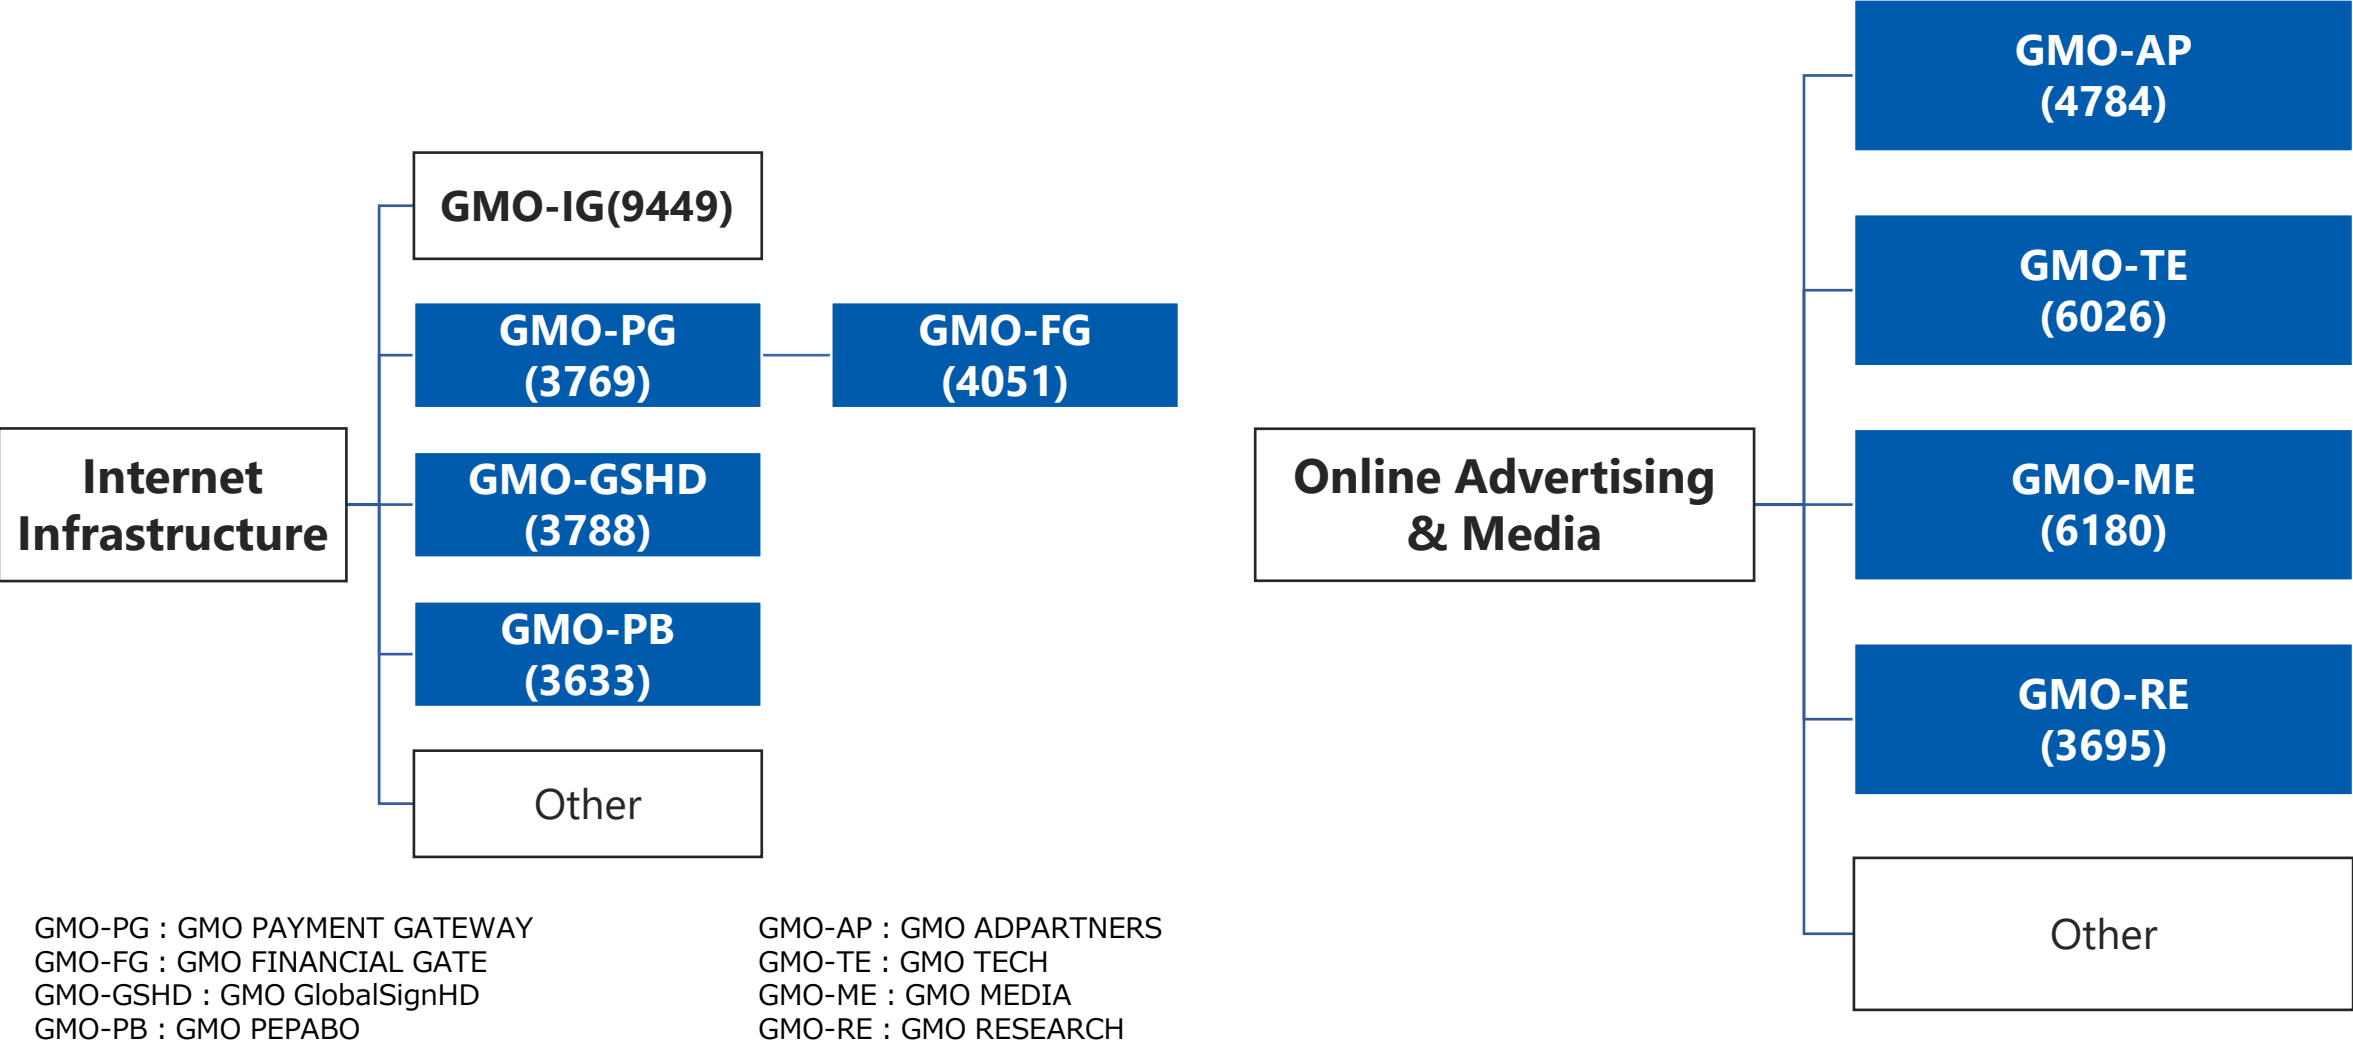 Internet
Infrastructure
GMO-IG(9449)
GMO-PG
(3769)
GMO-FG
(4051)
GMO-GSHD
(3788)
GMO-PB
(3633)
Other
Online Advertising
& Media
GMO-AP
(4784)
GMO-TE
(6026)
GMO-ME
(6180)
GMO-RE
(3695)
Other
GMO-PG : GMO PAYMENT GATEWAY
GMO-FG : GMO FINANCIAL GATE
GMO-GSHD : GMO GlobalSignHD
GMO-PB : GMO PEPABO
GMO-AP : GMO ADPARTNERS
GMO-TE : GMO TECH
GMO-ME : GMO MEDIA
GMO-RE : GMO RESEARCH